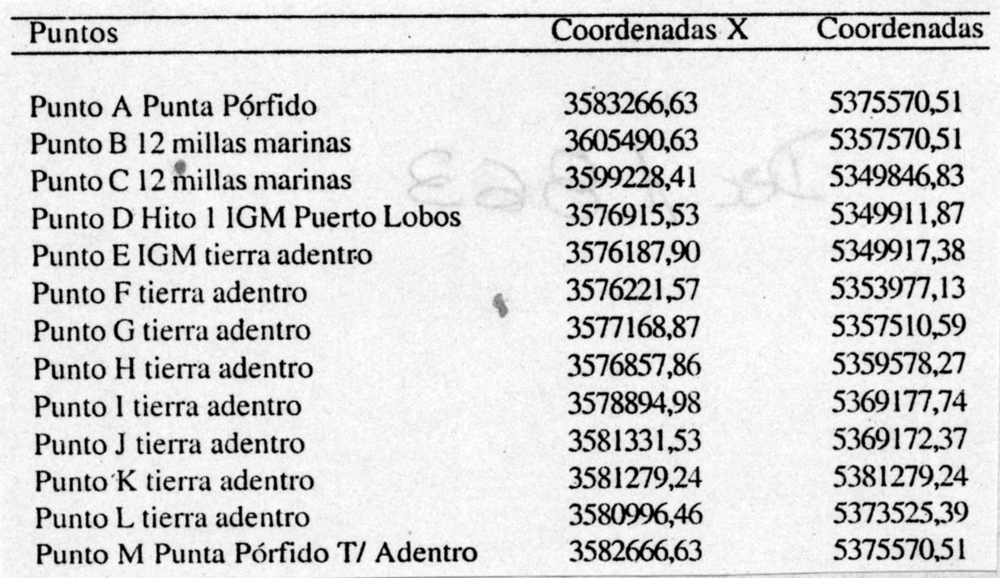 Puntos Coordenadas X Coordenadas
Punto A Punta Pórfido 3583266,63 5375570,51
Punto B 12 millas marinas 3605490,63 5357570,51
Punto C 12 millas marinas 3599228,41 5349846,83
Punto D Hito 1 IGM Puerto Lobos 3576915,53 5349911,87
Punto E IGM tierra adentro 3576187,90 5349917,38
Punto F tierra adentro 3576221,57 5353977,13
Punto G tierra adentro 3577168,87 5357510,59
Punto H tierra adentro 3576857,86 5359578,27
Punto I tierra adentro 3578894,98 5369177,74
Punto J tierra adentro 3581331,53 5369172,37
Punto K tierra adentro 3581279,24 5381279,24
Punto L tierra adentro 3580996,46 5373525,39
Punto M Punta Pórfido T/ Adentro 3582666,63 5375570,51